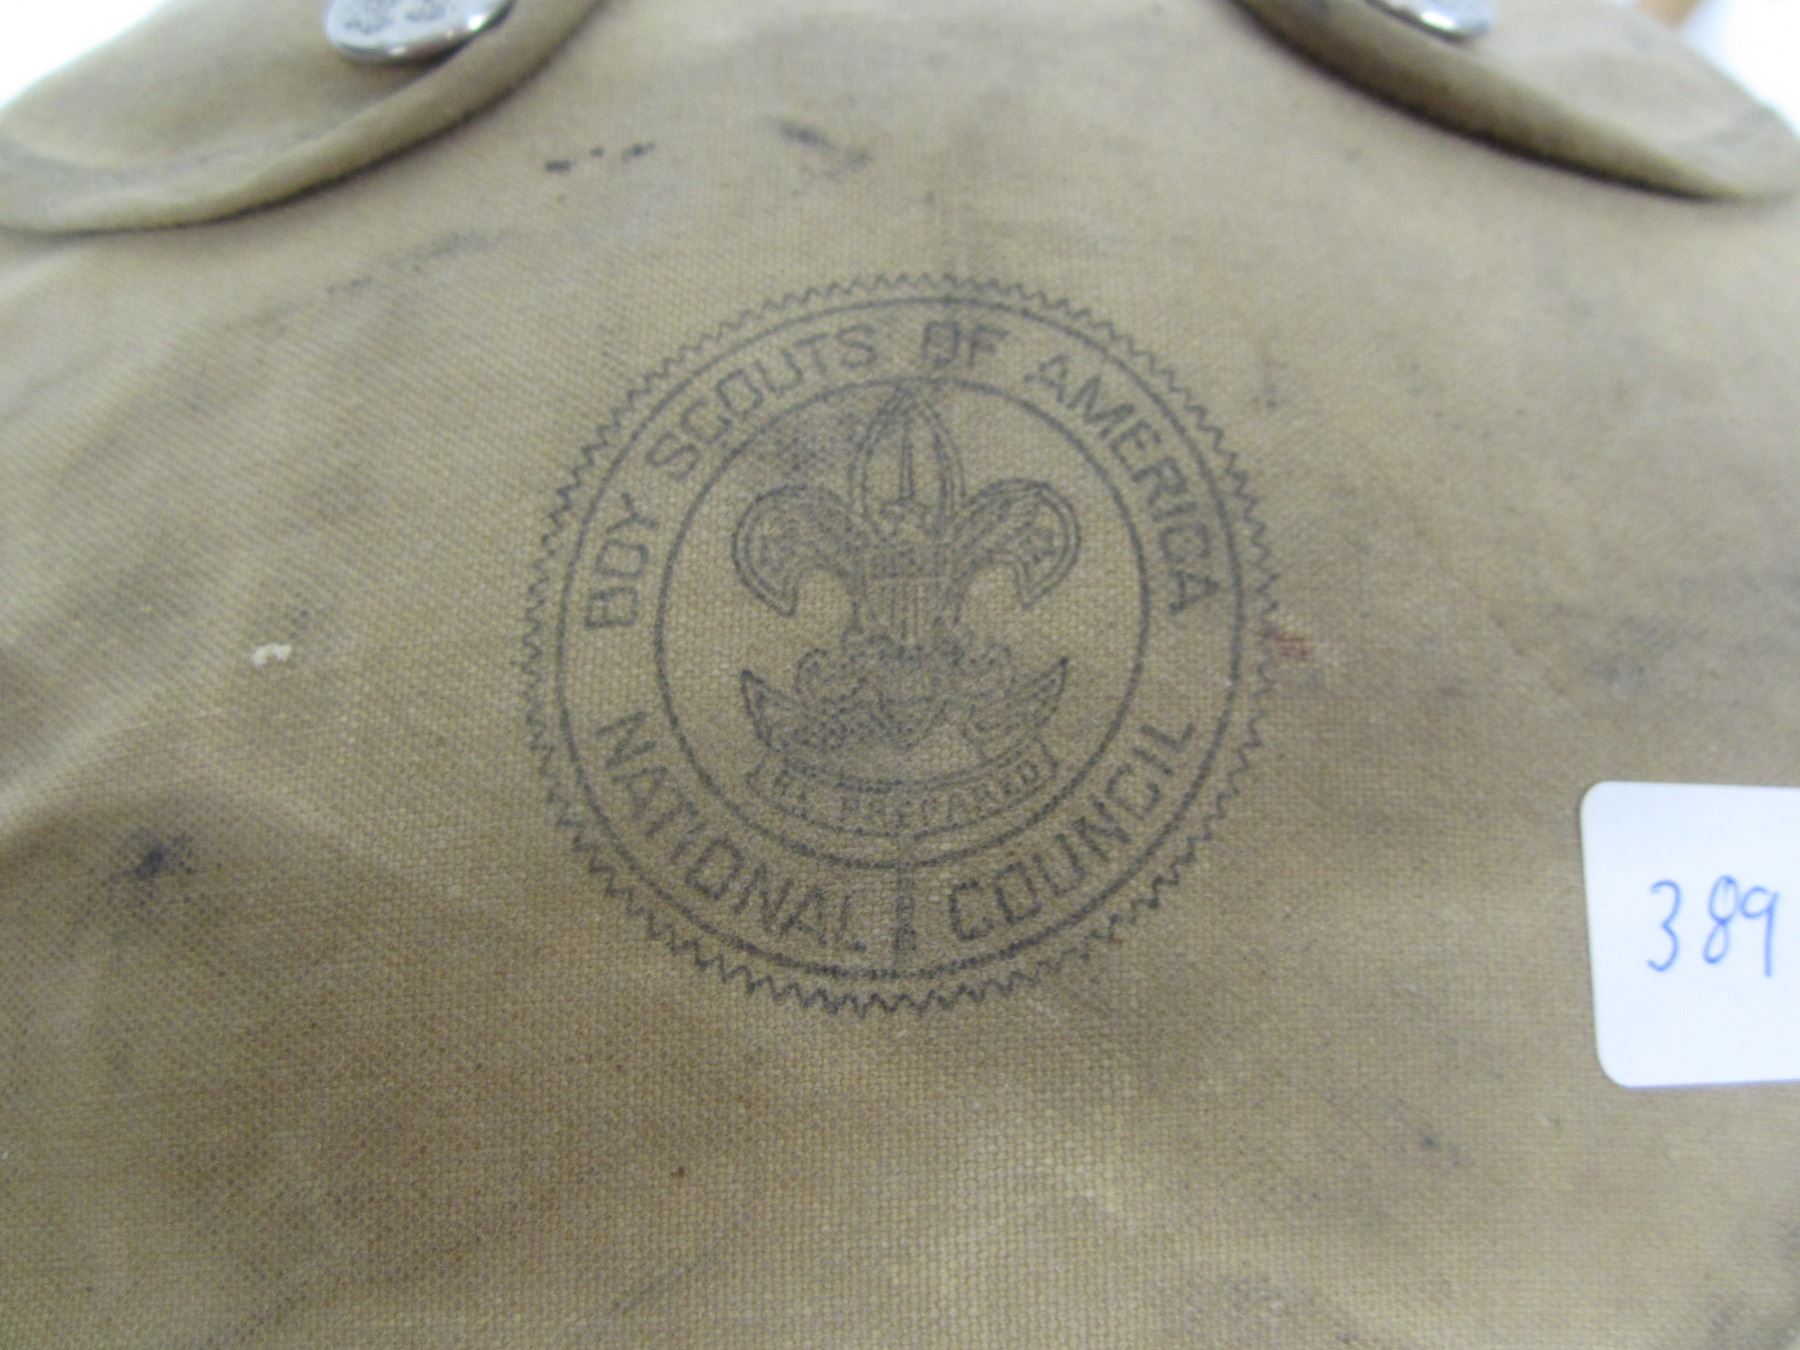 BOY SCOUTS OF AMERICA
BE PREPARED
NATIONAL COUNCIL
389